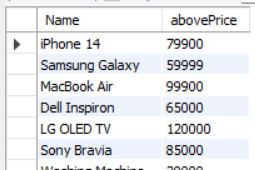 Name abovePrice
iPhone 14 79900
Samsung Galaxy 59999
MacBook Air 99900
Dell Inspiron 65000
LG OLED TV 120000
Sony Bravia 85000